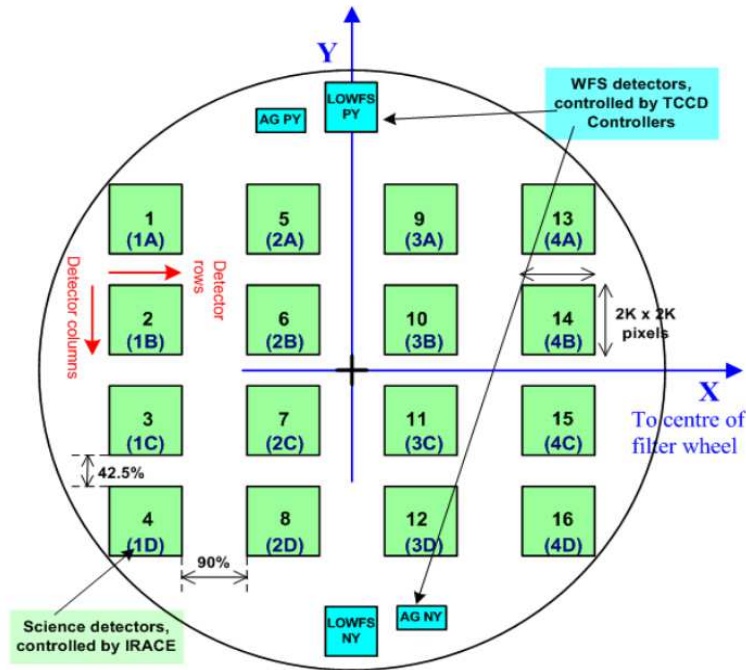 Y
LOWFS
PY
AG PY
WFS detectors,
controlled by TCCD
Controllers
1
(1A)
5
(2A)
9
(3A)
13
(4A)
Detector
rows
Detector columns
2
(1B)
6
(2B)
10
(3B)
14
(4B)
2K x 2K
pixels
X
To centre of
filter wheel
3
(1C)
7
(2C)
11
(3C)
15
(4C)
42.5%
4
(1D)
8
(2D)
12
(3D)
16
(4D)
90%
Science detectors,
controlled by IRACE
LOWFS
NY
AG NY